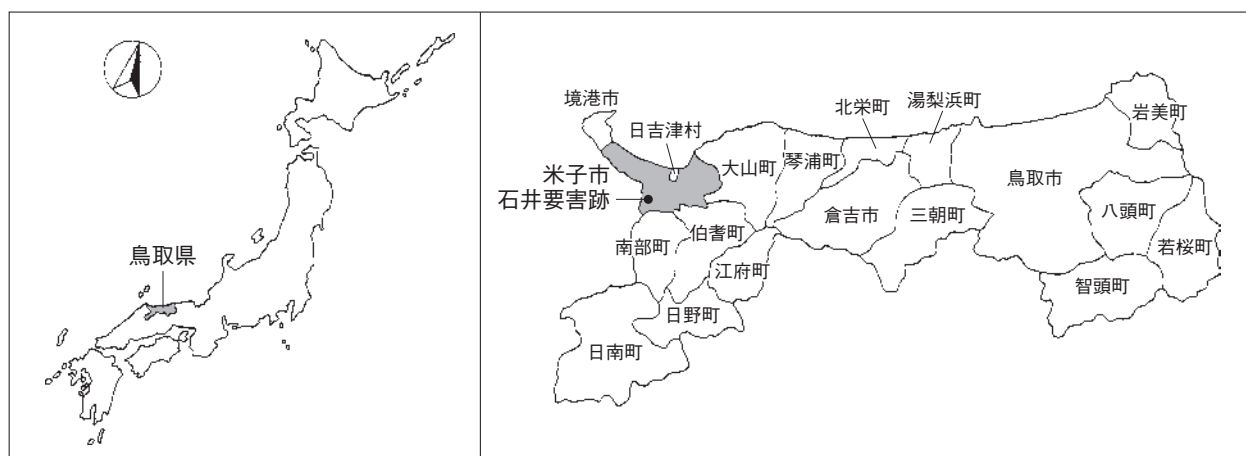 鳥取県
境港市
日吉津村
米子市
石井要害跡
大山町
琴浦町
北栄町
湯梨浜町
岩美町
鳥取市
倉吉市
三朝町
八頭町
若桜町
智頭町
南部町
伯耆町
江府町
日野町
日南町